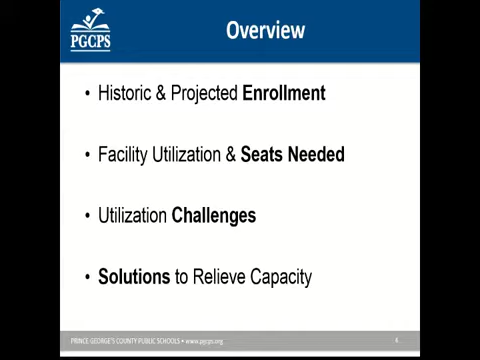 PGCPS
Overview
• Historic & Projected Enrollment
• Facility Utilization & Seats Needed
• Utilization Challenges
• Solutions to Relieve Capacity
PRINCE GEORGE'S COUNTY PUBLIC SCHOOLS • www.pgcps.org
4